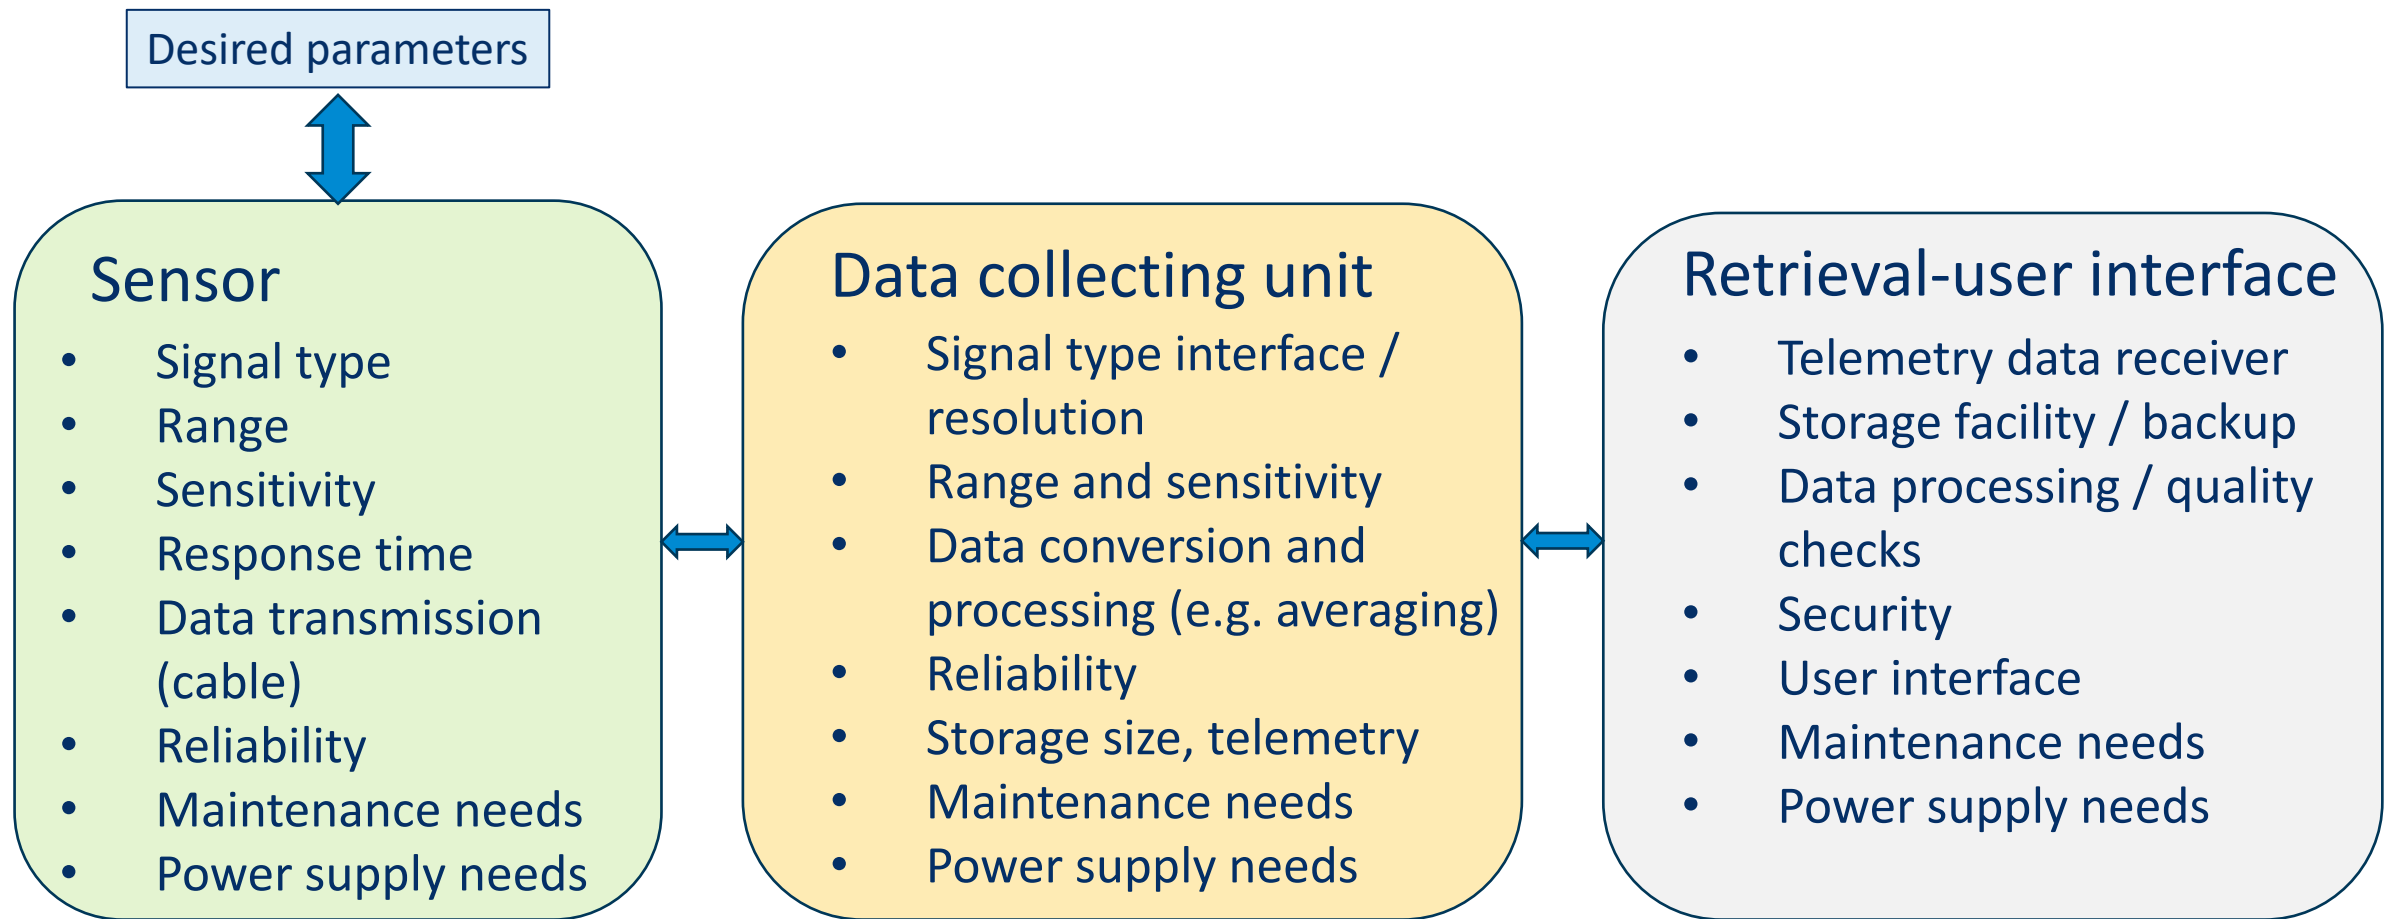 Desired parameters
Sensor
• Signal type
• Range
• Sensitivity
• Response time
• Data transmission
(cable)
• Reliability
• Maintenance needs
• Power supply needs
Data collecting unit
• Signal type interface /
resolution
• Range and sensitivity
• Data conversion and
processing (e.g. averaging)
• Reliability
• Storage size, telemetry
• Maintenance needs
• Power supply needs
Retrieval-user interface
• Telemetry data receiver
• Storage facility / backup
• Data processing / quality
checks
• Security
• User interface
• Maintenance needs
• Power supply needs